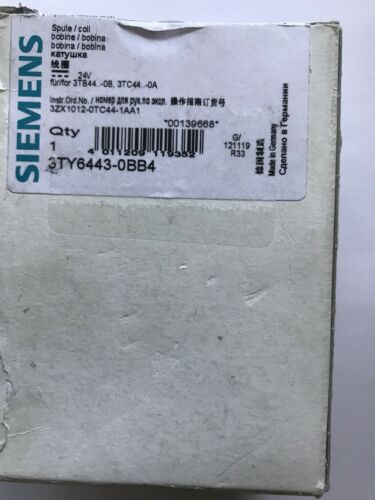 SIEMENS
Spule / coil
bobine / bobina
bobina / bobina
катушка
线圈
24V
für/for 3TB44..-0B, 3TC44..-0A
Instr.Ord.No. / номер для рук.по эксп. 操作指南订货号
3ZX1012-0TC44-1AA1
"00139668"
Qty
1
4 011209 119352
3TY6443-0BB4
G/
121119
R33
德国制造
Made in Germany
Сделано в Германии